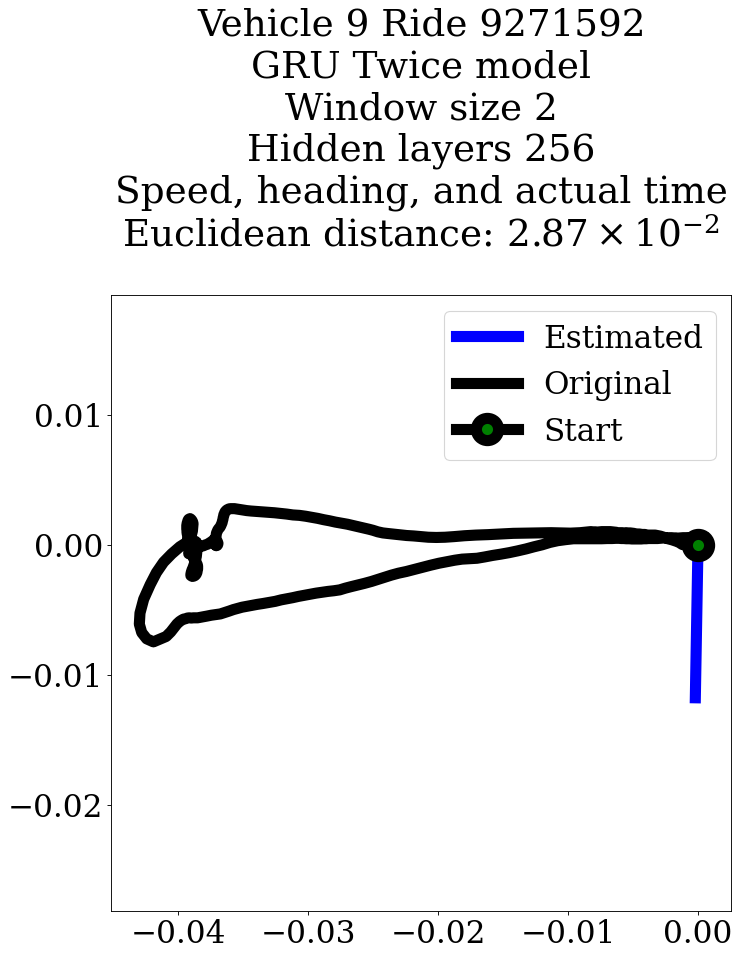 Vehicle 9 Ride 9271592
GRU Twice model
Window size 2
Hidden layers 256
Speed, heading, and actual time
Euclidean distance: 2.87 × 10⁻²
Estimated
Original
Start
0.01
0.00
−0.01
−0.02
−0.04 −0.03 −0.02 −0.01 0.00